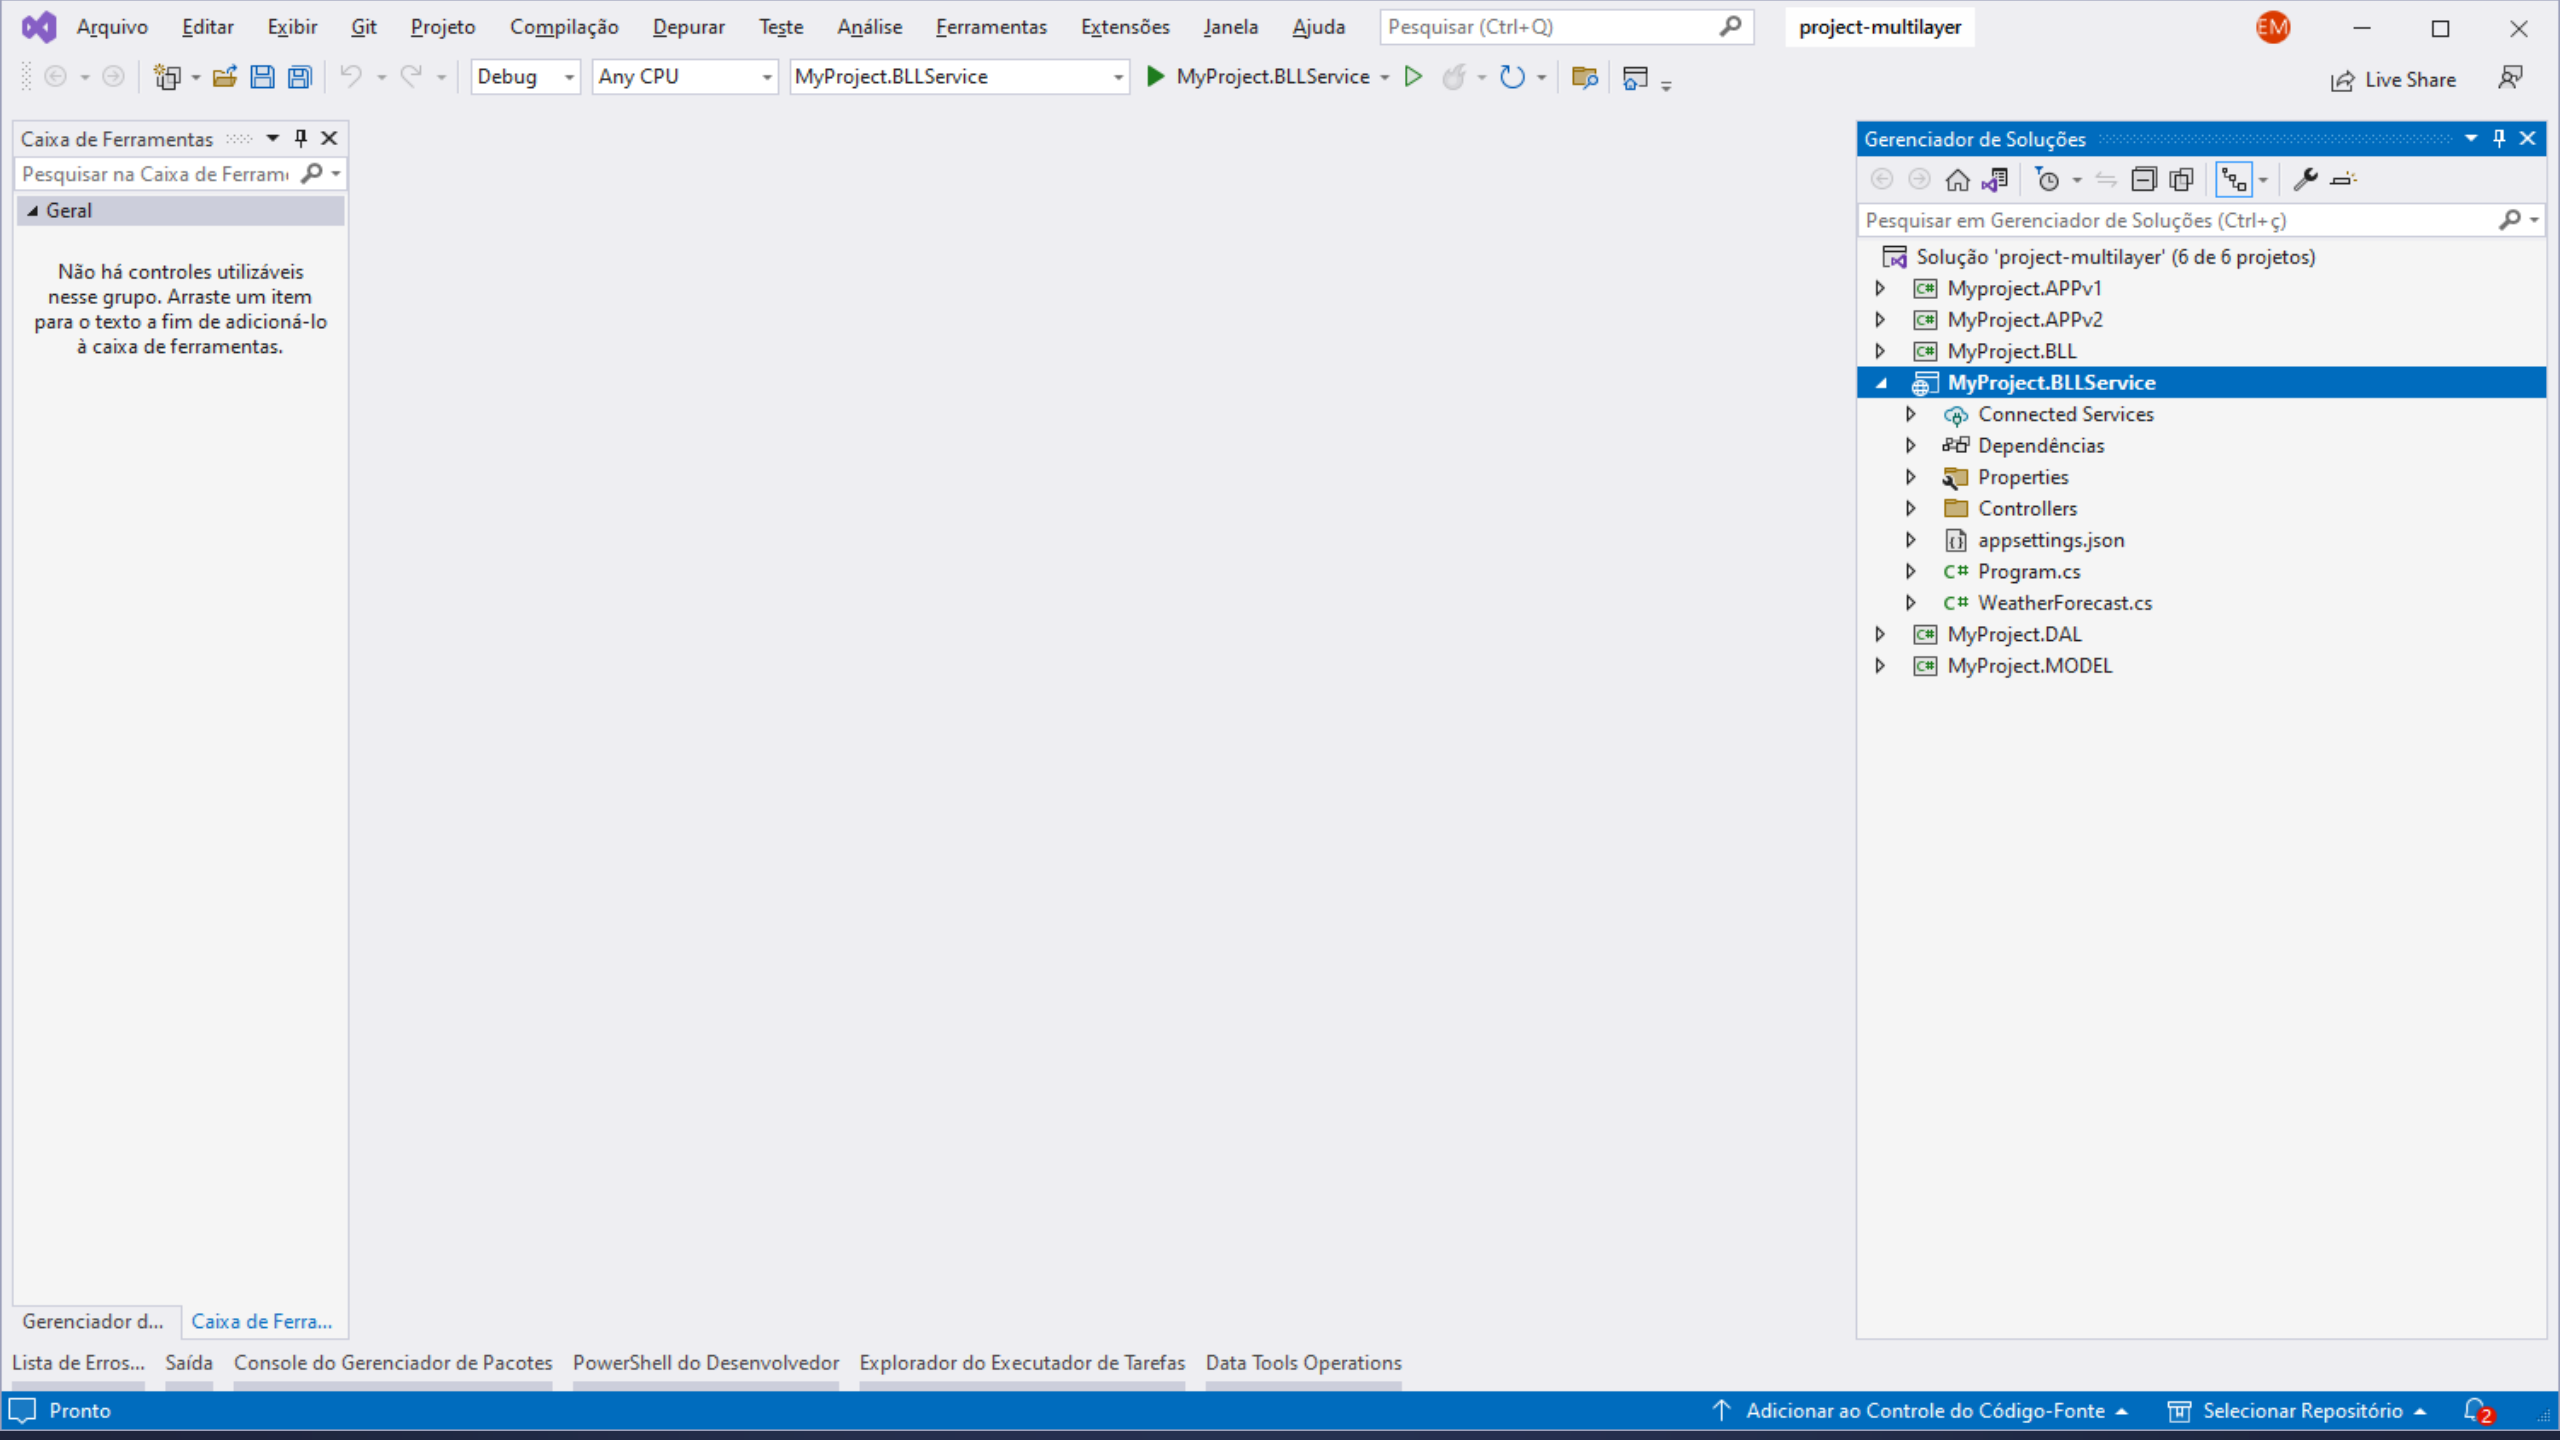 Arquivo Editar Exibir Git Projeto Compilação Depurar Teste Análise Ferramentas Extensões Janela Ajuda Pesquisar (Ctrl+Q) project-multilayer EM
Debug Any CPU MyProject.BLLService MyProject.BLLService Live Share
Caixa de Ferramentas
Pesquisar na Caixa de Ferrame
Geral
Não há controles utilizáveis
nesse grupo. Arraste um item
para o texto a fim de adicioná-lo
à caixa de ferramentas.
Gerenciador d... Caixa de Ferra...
Gerenciador de Soluções
Pesquisar em Gerenciador de Soluções (Ctrl+ç)
Solução 'project-multilayer' (6 de 6 projetos)
C# Myproject.APPv1
C# MyProject.APPv2
C# MyProject.BLL
MyProject.BLLService
Connected Services
Dependências
Properties
Controllers
appsettings.json
C# Program.cs
C# WeatherForecast.cs
C# MyProject.DAL
C# MyProject.MODEL
Lista de Erros... Saída Console do Gerenciador de Pacotes PowerShell do Desenvolvedor Explorador do Executador de Tarefas Data Tools Operations
Pronto Adicionar ao Controle do Código-Fonte Selecionar Repositório 2